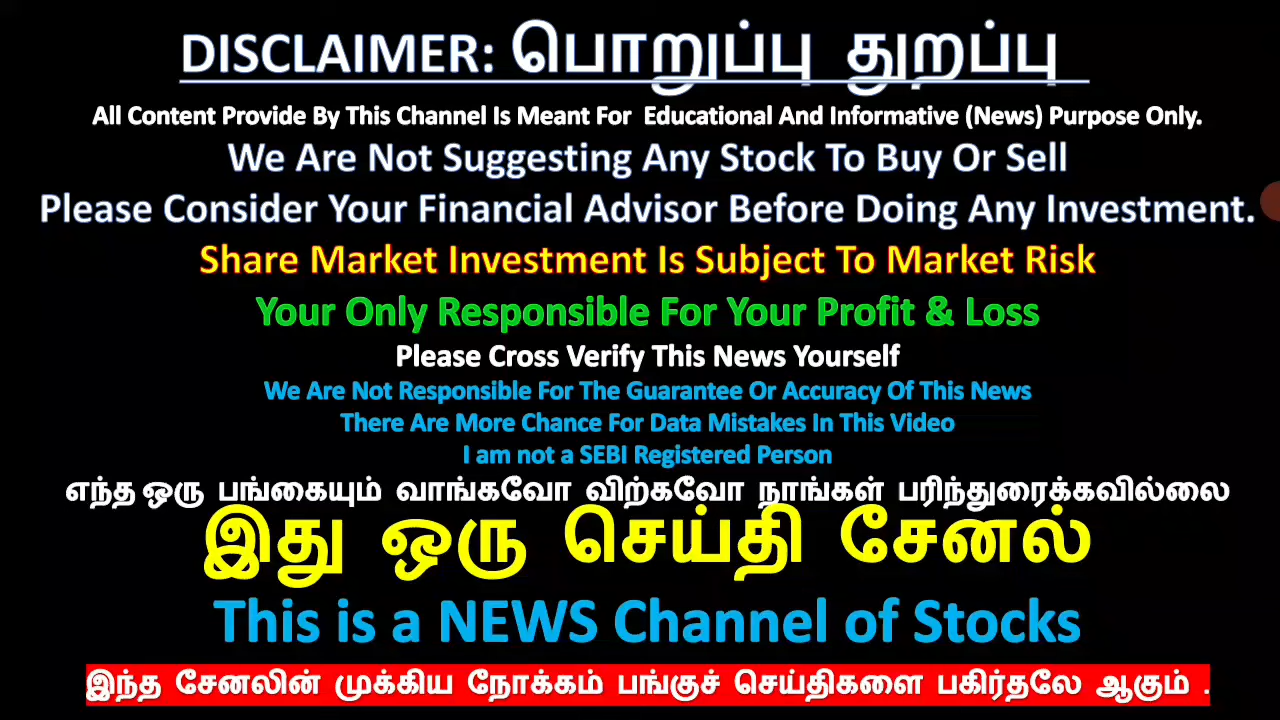 DISCLAIMER: பொறுப்பு துறப்பு
All Content Provide By This Channel Is Meant For Educational And Informative (News) Purpose Only.
We Are Not Suggesting Any Stock To Buy Or Sell
Please Consider Your Financial Advisor Before Doing Any Investment.
Share Market Investment Is Subject To Market Risk
Your Only Responsible For Your Profit & Loss
Please Cross Verify This News Yourself
We Are Not Responsible For The Guarantee Or Accuracy Of This News
There Are More Chance For Data Mistakes In This Video
I am not a SEBI Registered Person
எந்த ஒரு பங்கையும் வாங்கவோ விற்கவோ நாங்கள் பரிந்துரைக்கவில்லை
இது ஒரு செய்தி சேனல்
This is a NEWS Channel of Stocks
இந்த சேனலின் முக்கிய நோக்கம் பங்குச் செய்திகளை பகிர்தலே ஆகும் .